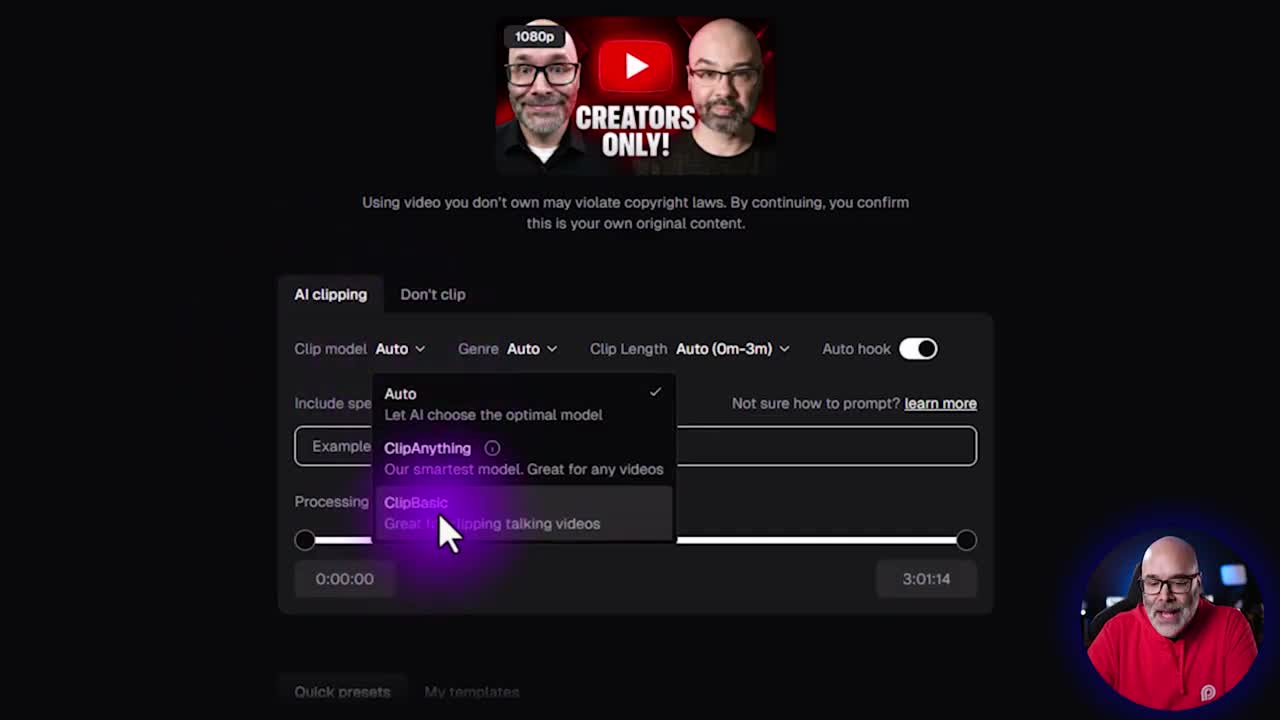 1080p
CREATORS
ONLY!
Using video you don't own may violate copyright laws. By continuing, you confirm
this is your own original content.
AI clipping Don't clip
Clip model Auto Genre Auto Clip Length Auto (0m-3m) Auto hook
Auto
Let AI choose the optimal model
Include spe Not sure how to prompt? learn more
ClipAnything
Example
Our smartest model. Great for any videos
Processing ClipBasic
Great clipping talking videos
0:00:00 3:01:14
Quick presets My templates